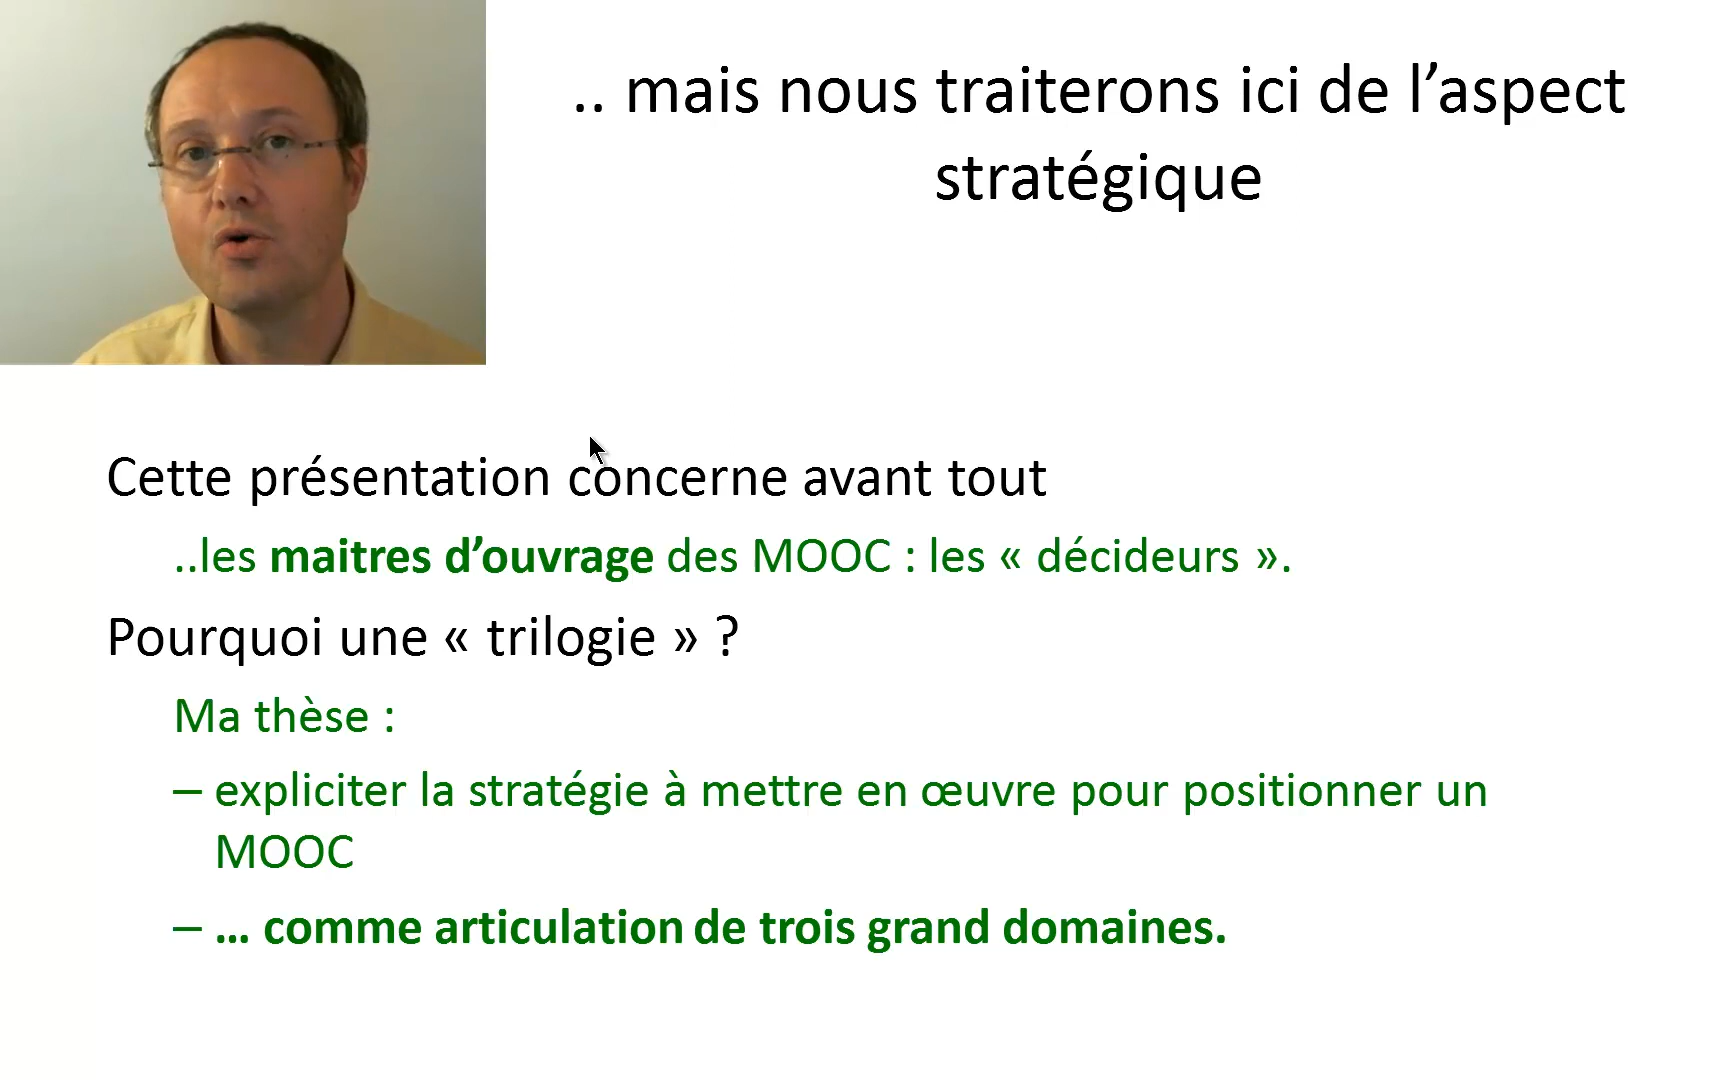 .. mais nous traiterons ici de l’aspect
stratégique
Cette présentation concerne avant tout
..les maitres d’ouvrage des MOOC : les « décideurs ».
Pourquoi une « trilogie » ?
Ma thèse :
– expliciter la stratégie à mettre en œuvre pour positionner un
MOOC
– … comme articulation de trois grand domaines.